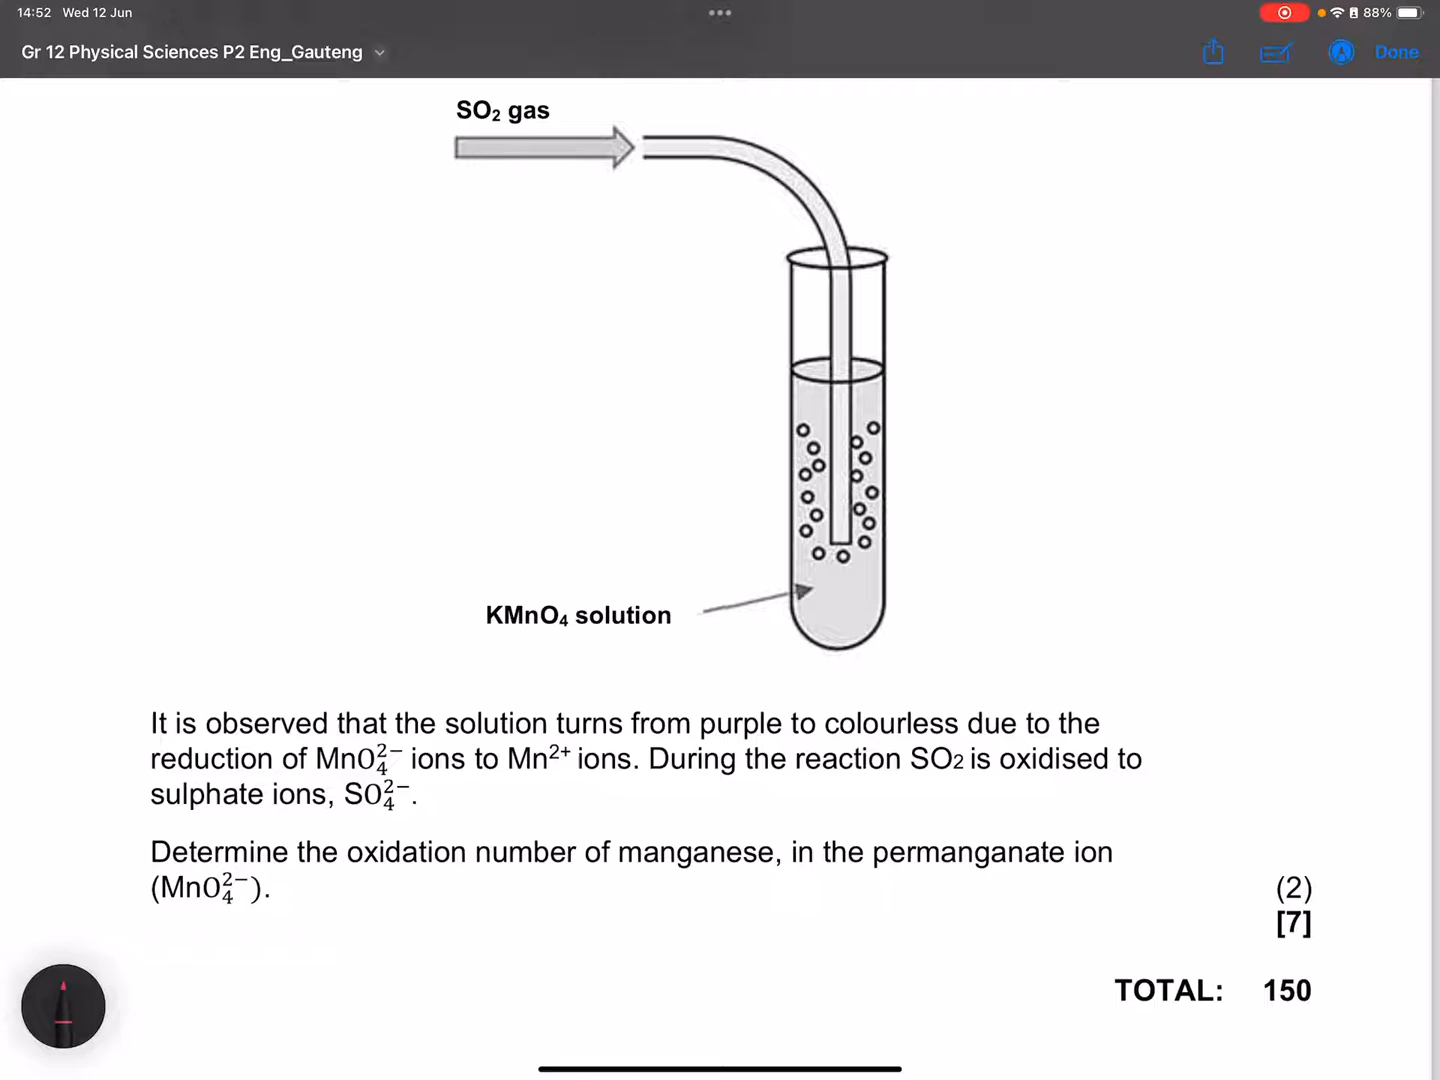 14:52 Wed 12 Jun
88%
Gr 12 Physical Sciences P2 Eng_Gauteng
Done
SO₂ gas
KMnO₄ solution
It is observed that the solution turns from purple to colourless due to the
reduction of MnO₄²⁻ ions to Mn²⁺ ions. During the reaction SO₂ is oxidised to
sulphate ions, SO₄²⁻.
Determine the oxidation number of manganese, in the permanganate ion
(MnO₄²⁻).
(2)
[7]
TOTAL: 150